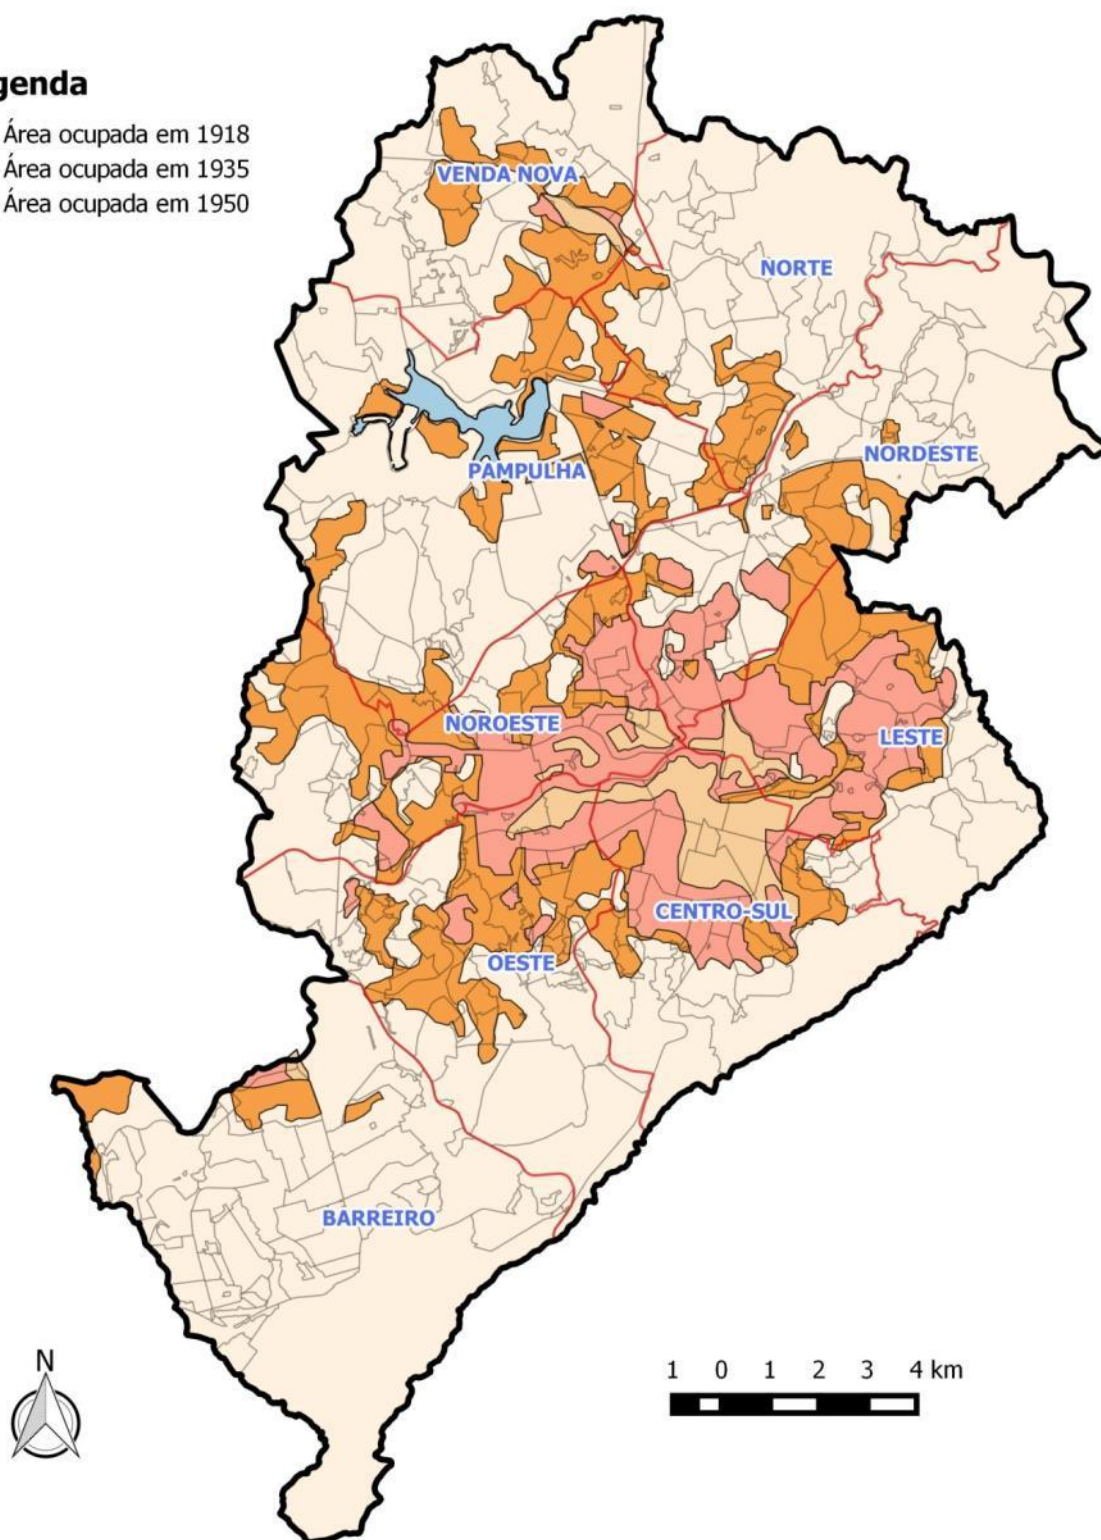 genda
Área ocupada em 1918
Área ocupada em 1935
Área ocupada em 1950
VENDA NOVA
NORTE
NORDESTE
PAMPULHA
NOROESTE
LESTE
CENTRO-SUL
OESTE
BARREIRO
N
1 0 1 2 3 4 km